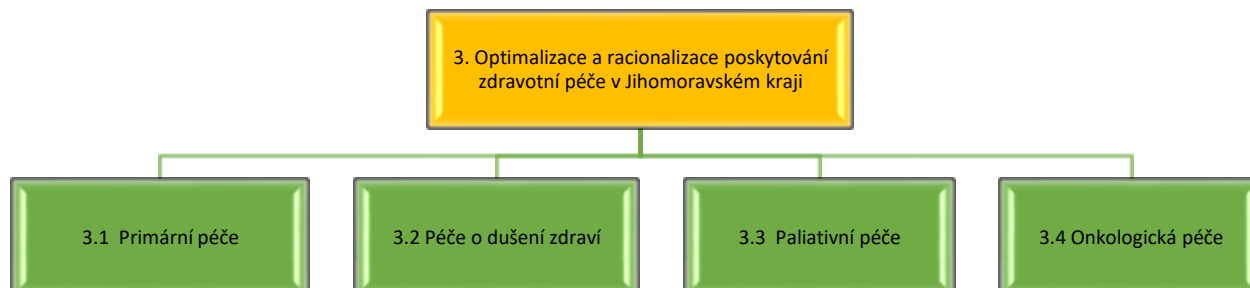 3. Optimalizace a racionalizace poskytování
zdravotní péče v Jihomoravském kraji
3.1  Primární péče
3.2 Péče o dušení zdraví
3.3  Paliativní péče
3.4 Onkologická péče